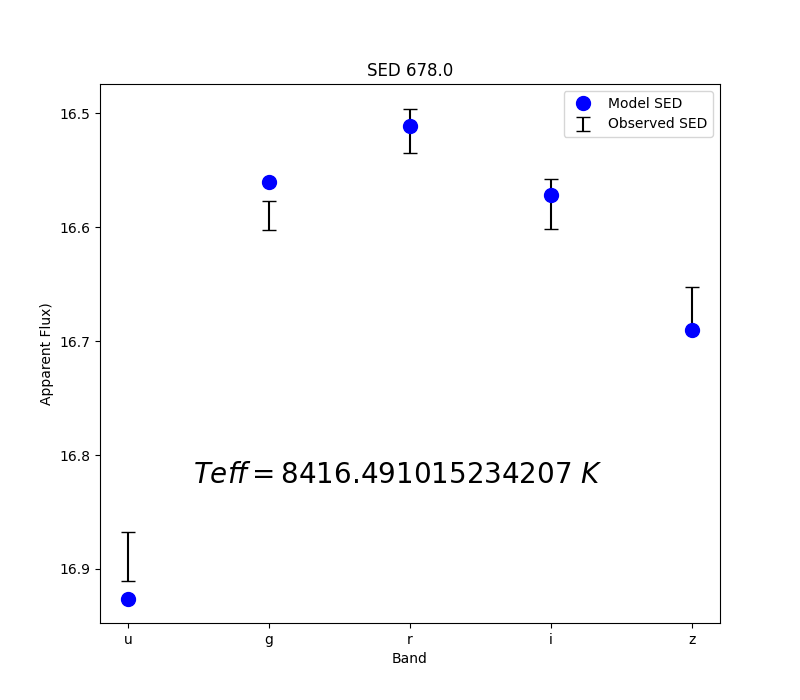 SED 678.0
Model SED
Observed SED
16.5
16.6
16.7
16.8
16.9
Apparent Flux)
Teff = 8416.491015234207 K
u g r i z
Band